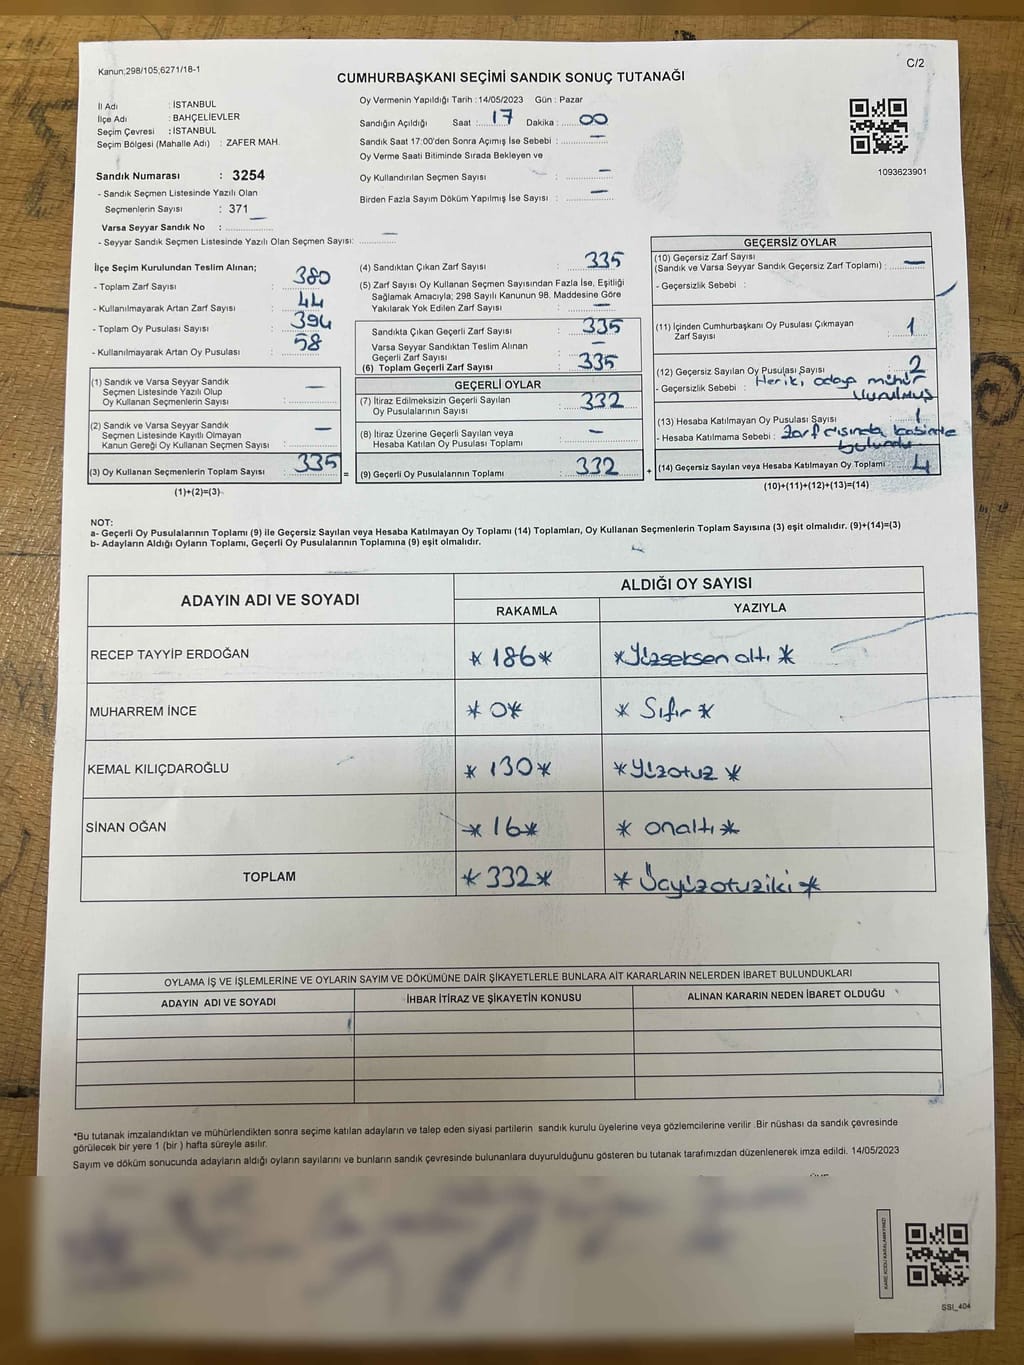 Kanun;298/105,6271/18-1
C/2
CUMHURBAŞKANI SEÇİMİ SANDIK SONUÇ TUTANAĞI
İl Adı : İSTANBUL
İlçe Adı : BAHÇELİEVLER
Seçim Çevresi : İSTANBUL
Seçim Bölgesi (Mahalle Adı) : ZAFER MAH.
Oy Vermenin Yapıldığı Tarih : 14/05/2023 Gün : Pazar
Sandığın Açıldığı Saat : 17 Dakika : 00
Sandık Saat 17:00'den Sonra Açımış İse Sebebi : —
Oy Verme Saati Bitiminde Sırada Bekleyen ve
Oy Kullandırılan Seçmen Sayısı : —
Birden Fazla Sayım Döküm Yapılmış İse Sayısı : —
1093623901
Sandık Numarası : 3254
- Sandık Seçmen Listesinde Yazılı Olan
Seçmenlerin Sayısı : 371
Varsa Seyyar Sandık No : —
- Seyyar Sandık Seçmen Listesinde Yazılı Olan Seçmen Sayısı: —
İlçe Seçim Kurulundan Teslim Alınan;
- Toplam Zarf Sayısı : 380
- Kullanılmayarak Artan Zarf Sayısı : 44
- Toplam Oy Pusulası Sayısı : 394
- Kullanılmayarak Artan Oy Pusulası : 58
(1) Sandık ve Varsa Seyyar Sandık
Seçmen Listesinde Yazılı Olup
Oy Kullanan Seçmenlerin Sayısı : —
(2) Sandık ve Varsa Seyyar Sandık
Seçmen Listesinde Kayıtlı Olmayan
Kanun Gereği Oy Kullanan Seçmen Sayısı : —
(3) Oy Kullanan Seçmenlerin Toplam Sayısı : 335 =
(1)+(2)=(3)
(4) Sandıktan Çıkan Zarf Sayısı : 335
(5) Zarf Sayısı Oy Kullanan Seçmen Sayısından Fazla İse, Eşitliği
Sağlamak Amacıyla; 298 Sayılı Kanunun 98. Maddesine Göre
Yakılarak Yok Edilen Zarf Sayısı : —
Sandıkta Çıkan Geçerli Zarf Sayısı : 335
Varsa Seyyar Sandıktan Teslim Alınan
Geçerli Zarf Sayısı : —
(6) Toplam Geçerli Zarf Sayısı : 335
GEÇERLİ OYLAR
(7) İtiraz Edilmeksizin Geçerli Sayılan
Oy Pusulalarının Sayısı : 332
(8) İtiraz Üzerine Geçerli Sayılan veya
Hesaba Katılan Oy Pusulası Toplamı : —
(9) Geçerli Oy Pusulalarının Toplamı : 332 +
GEÇERSİZ OYLAR
(10) Geçersiz Zarf Sayısı
(Sandık ve Varsa Seyyar Sandık Geçersiz Zarf Toplamı) : —
- Geçersizlik Sebebi :
(11) İçinden Cumhurbaşkanı Oy Pusulası Çıkmayan
Zarf Sayısı : 1
(12) Geçersiz Sayılan Oy Pusulası Sayısı : 2
- Geçersizlik Sebebi : Her iki adaya mühür
Vurulmuş
(13) Hesaba Katılmayan Oy Pusulası Sayısı : 1
- Hesaba Katılmama Sebebi : Zarf dışında
bulundu
(14) Geçersiz Sayılan veya Hesaba Katılmayan Oy Toplamı : 4
(10)+(11)+(12)+(13)=(14)
NOT:
a- Geçerli Oy Pusulalarının Toplamı (9) ile Geçersiz Sayılan veya Hesaba Katılmayan Oy Toplamı (14) Toplamları, Oy Kullanan Seçmenlerin Toplam Sayısına (3) eşit olmalıdır. (9)+(14)=(3)
b- Adayların Aldığı Oyların Toplamı, Geçerli Oy Pusulalarının Toplamına (9) eşit olmalıdır.
ADAYIN ADI VE SOYADI
ALDIĞI OY SAYISI
RAKAMLA YAZIYLA
RECEP TAYYİP ERDOĞAN *186* *Yüzseksen altı*
MUHARREM İNCE *0* *Sıfır*
KEMAL KILIÇDAROĞLU *130* *Yüzotuz*
SİNAN OĞAN *16* *onaltı*
TOPLAM *332* *Üçyüzotuziki*
OYLAMA İŞ VE İŞLEMLERİNE VE OYLARIN SAYIM VE DÖKÜMÜNE DAİR ŞİKAYETLERLE BUNLARA AİT KARARLARIN NELERDEN İBARET BULUNDUKLARI
ADAYIN ADI VE SOYADI İHBAR İTİRAZ VE ŞİKAYETİN KONUSU ALINAN KARARIN NEDEN İBARET OLDUĞU
*Bu tutanak imzalandıktan ve mühürlendikten sonra seçime katılan adayların ve talep eden siyasi partilerin sandık kurulu üyelerine veya gözlemcilerine verilir .Bir nüshası da sandık çevresinde
görülecek bir yere 1 (bir ) hafta süreyle asılır.
Sayım ve döküm sonucunda adayların aldığı oyların sayılarını ve bunların sandık çevresinde bulunanlara duyurulduğunu gösteren bu tutanak tarafımızdan düzenlenerek imza edildi. 14/05/2023
KARE KODU KARALAMAYINIZ!
SSI_404